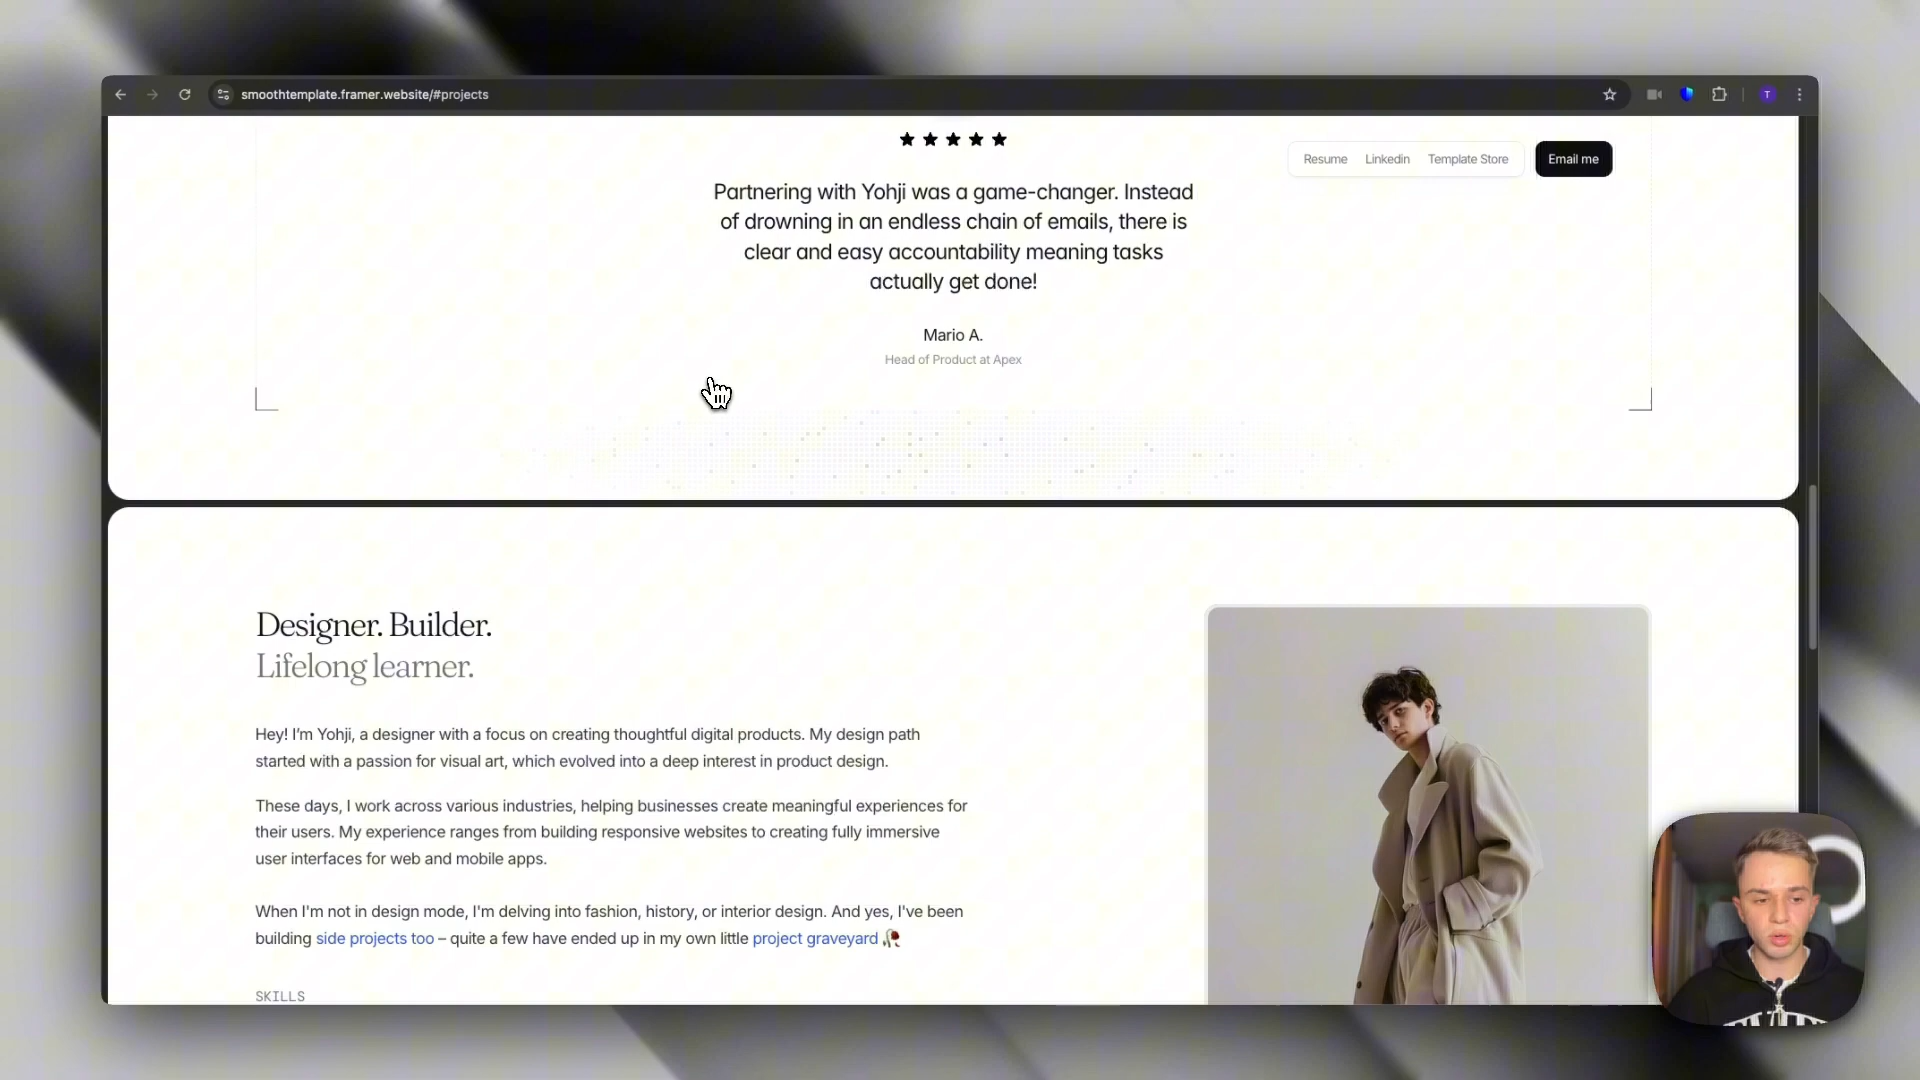 smoothtemplate.framer.website/#projects
T
Resume Linkedin Template Store Email me
Partnering with Yohji was a game-changer. Instead
of drowning in an endless chain of emails, there is
clear and easy accountability meaning tasks
actually get done!
Mario A.
Head of Product at Apex
Designer. Builder.
Lifelong learner.
Hey! I'm Yohji, a designer with a focus on creating thoughtful digital products. My design path
started with a passion for visual art, which evolved into a deep interest in product design.
These days, I work across various industries, helping businesses create meaningful experiences for
their users. My experience ranges from building responsive websites to creating fully immersive
user interfaces for web and mobile apps.
When I'm not in design mode, I'm delving into fashion, history, or interior design. And yes, I've been
building side projects too – quite a few have ended up in my own little project graveyard 🥀
SKILLS